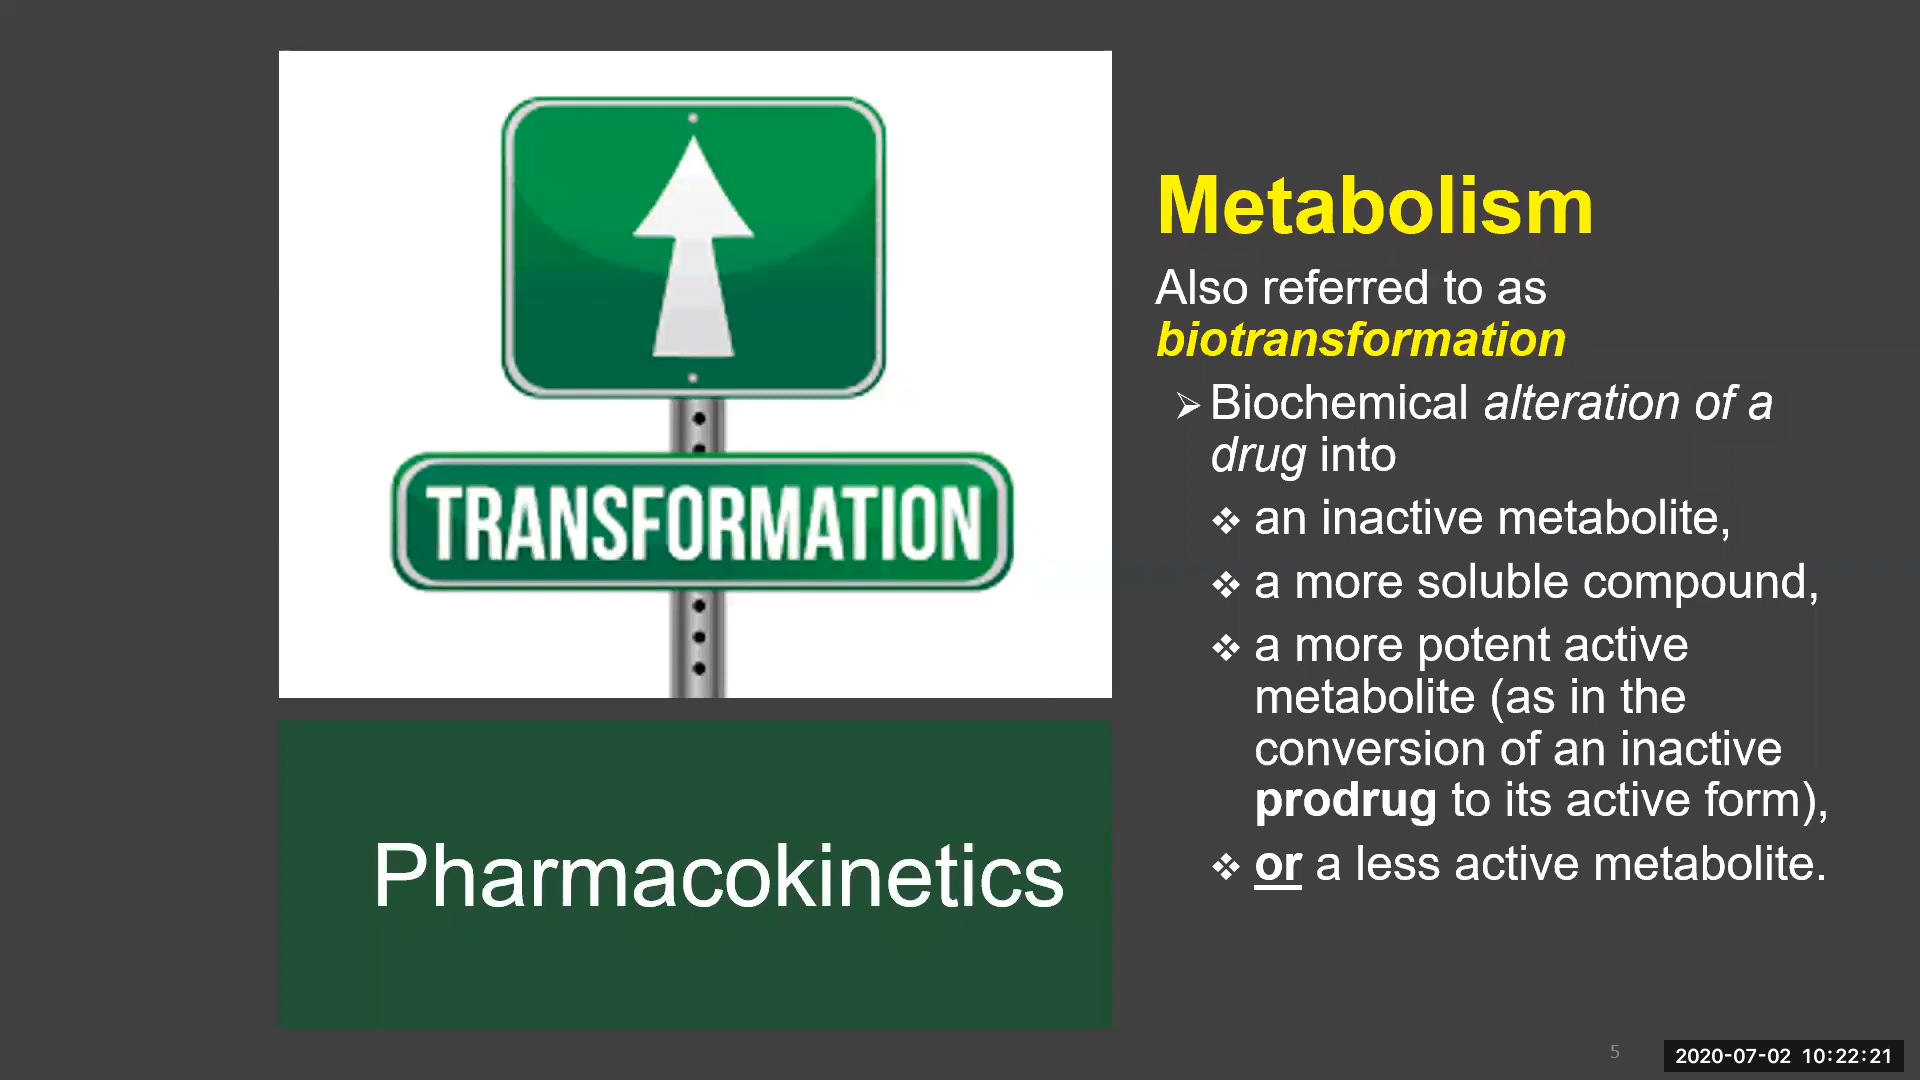 TRANSFORMATION
Pharmacokinetics
Metabolism
Also referred to as
biotransformation
➢ Biochemical alteration of a
drug into
❖ an inactive metabolite,
❖ a more soluble compound,
❖ a more potent active
metabolite (as in the
conversion of an inactive
prodrug to its active form),
❖ or a less active metabolite.
5
2020-07-02 10:22:21